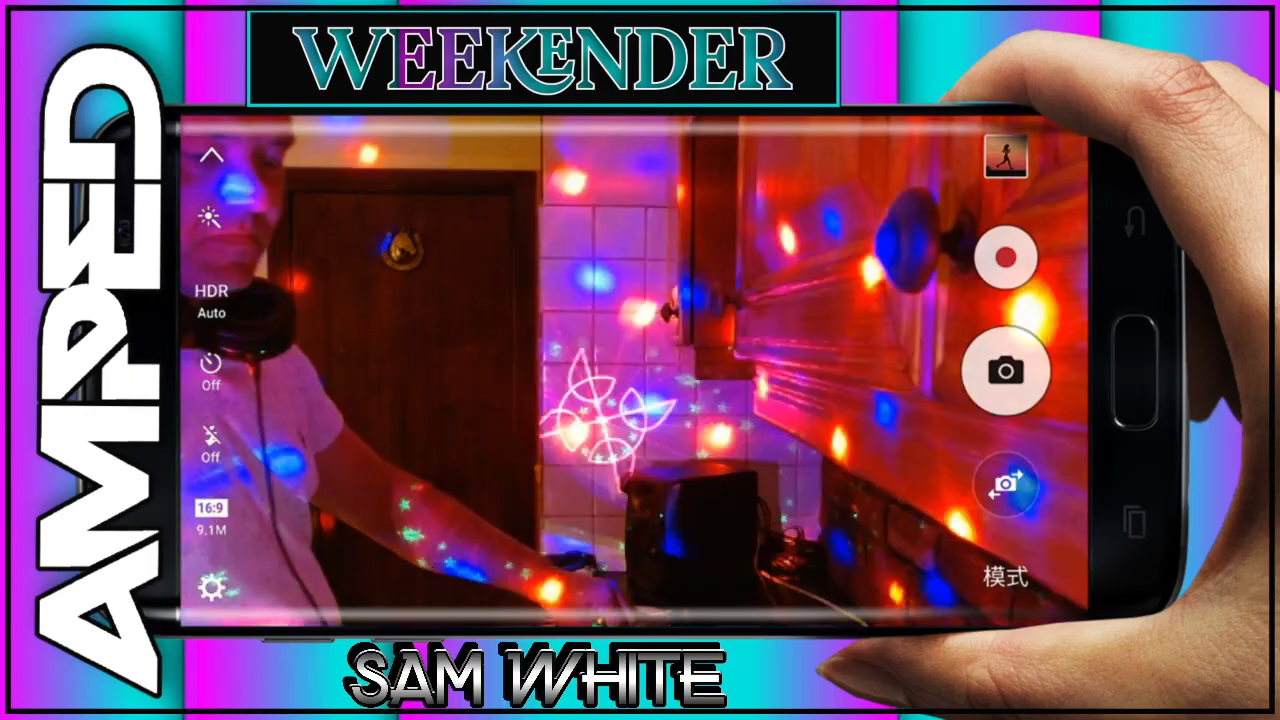 WEEKENDER
AMPED
HDR
Auto
Off
Off
16:9
9.1M
模式
SAM WHITE